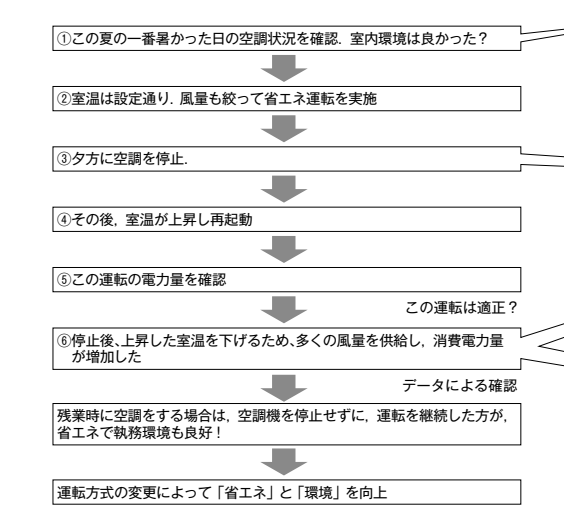 ①この夏の一番暑かった日の空調状況を確認．室内環境は良かった？
②室温は設定通り．風量も絞って省エネ運転を実施
③夕方に空調を停止．
④その後，室温が上昇し再起動
⑤この運転の電力量を確認
この運転は適正？
⑥停止後、上昇した室温を下げるため、多くの風量を供給し，消費電力量
が増加した
データによる確認
残業時に空調をする場合は，空調機を停止せずに，運転を継続した方が，
省エネで執務環境も良好！
運転方式の変更によって「省エネ」と「環境」を向上